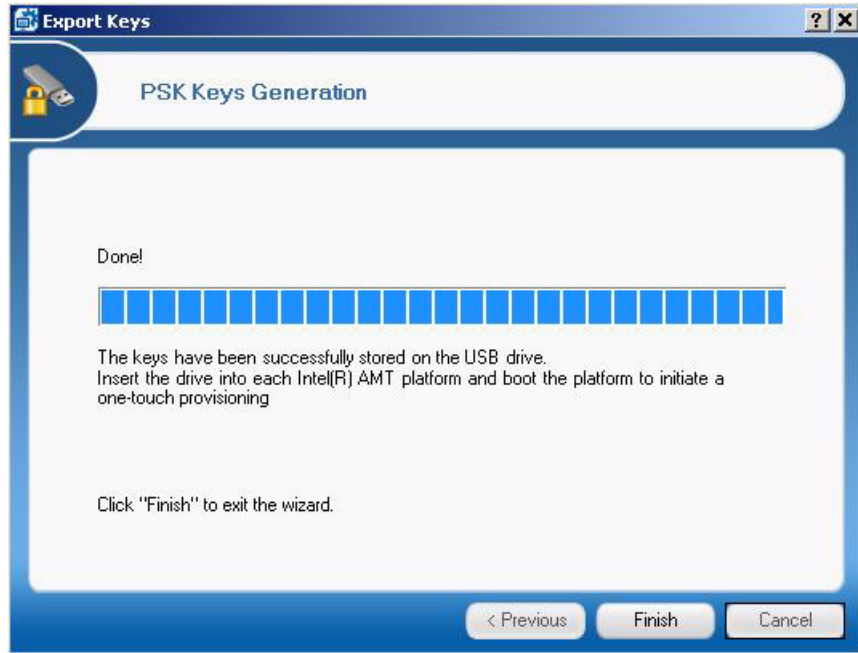 Export Keys
?
X
PSK Keys Generation
Done!
The keys have been successfully stored on the USB drive.
Insert the drive into each Intel(R) AMT platform and boot the platform to initiate a
one-touch provisioning
Click "Finish" to exit the wizard.
< Previous
Finish
Cancel